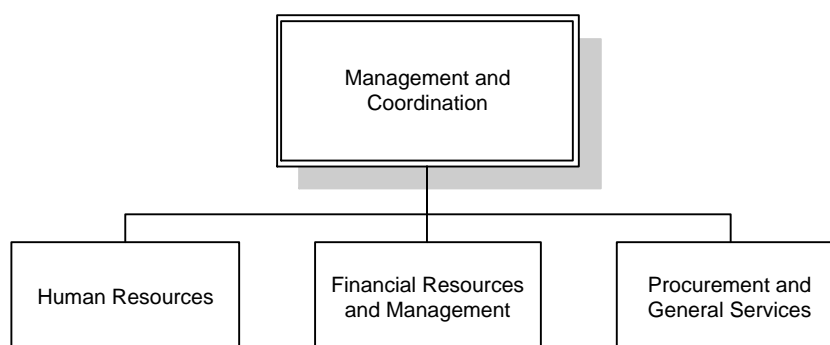 Management and
Coordination
Human Resources
Financial Resources
and Management
Procurement and
General Services